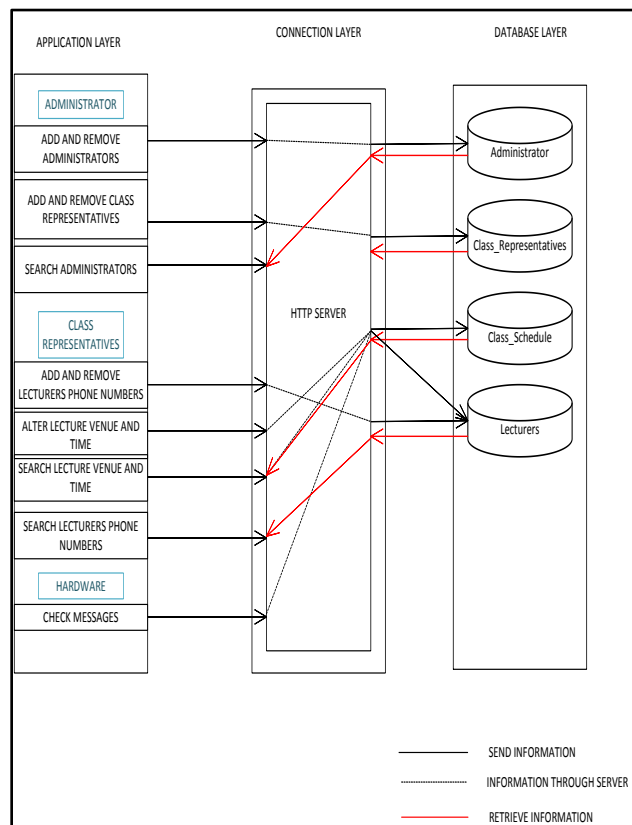 APPLICATION LAYER
CONNECTION LAYER
DATABASE LAYER
ADMINISTRATOR
ADD AND REMOVE
ADMINISTRATORS
ADD AND REMOVE CLASS
REPRESENTATIVES
SEARCH ADMINISTRATORS
CLASS
REPRESENTATIVES
ADD AND REMOVE
LECTURERS PHONE NUMBERS
ALTER LECTURE VENUE AND
TIME
SEARCH LECTURE VENUE AND
TIME
SEARCH LECTURERS PHONE
NUMBERS
HARDWARE
CHECK MESSAGES
HTTP SERVER
Administrator
Class_Representatives
Class_Schedule
Lecturers
SEND INFORMATION
INFORMATION THROUGH SERVER
RETRIEVE INFORMATION